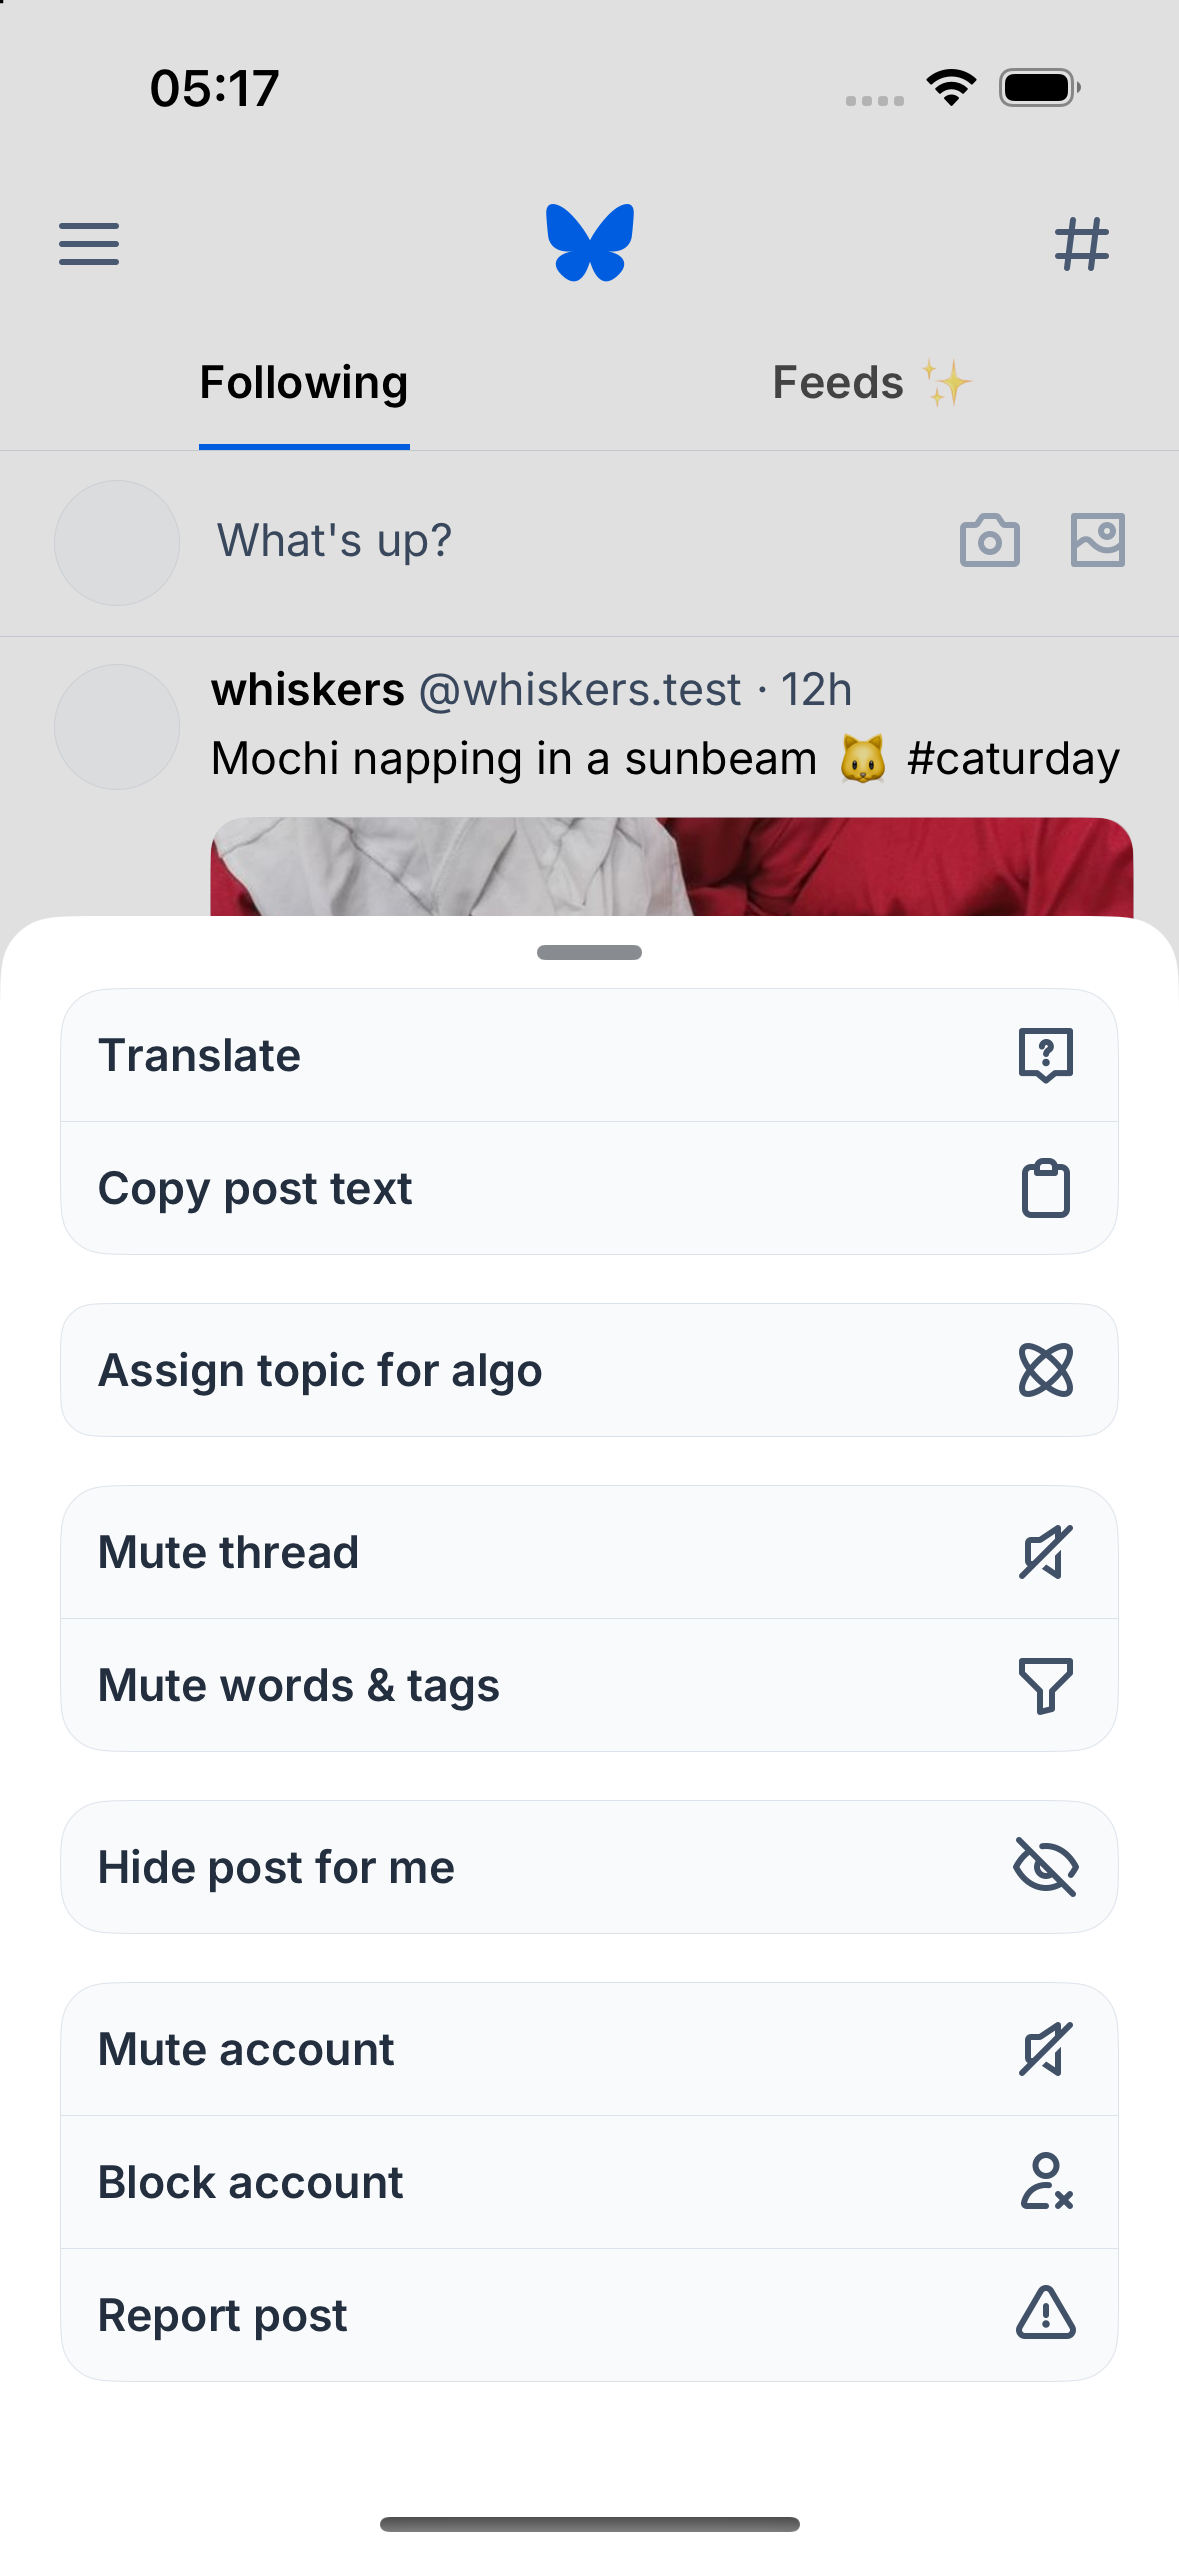 05:17
Following
Feeds ✨
What's up?
whiskers @whiskers.test · 12h
Mochi napping in a sunbeam 🐱 #caturday
Translate
Copy post text
Assign topic for algo
Mute thread
Mute words & tags
Hide post for me
Mute account
Block account
Report post